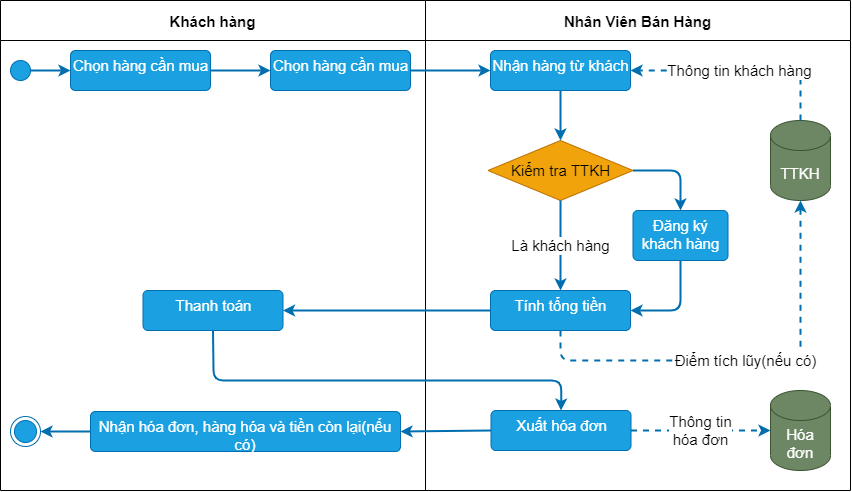 Khách hàng
Nhân Viên Bán Hàng
Chọn hàng cần mua
Chọn hàng cần mua
Nhận hàng từ khách
Thông tin khách hàng
Kiểm tra TTKH
TTKH
Đăng ký
khách hàng
Là khách hàng
Thanh toán
Tính tổng tiền
Điểm tích lũy(nếu có)
Nhận hóa đơn, hàng hóa và tiền còn lại(nếu
có)
Xuất hóa đơn
Thông tin
hóa đơn
Hóa
đơn